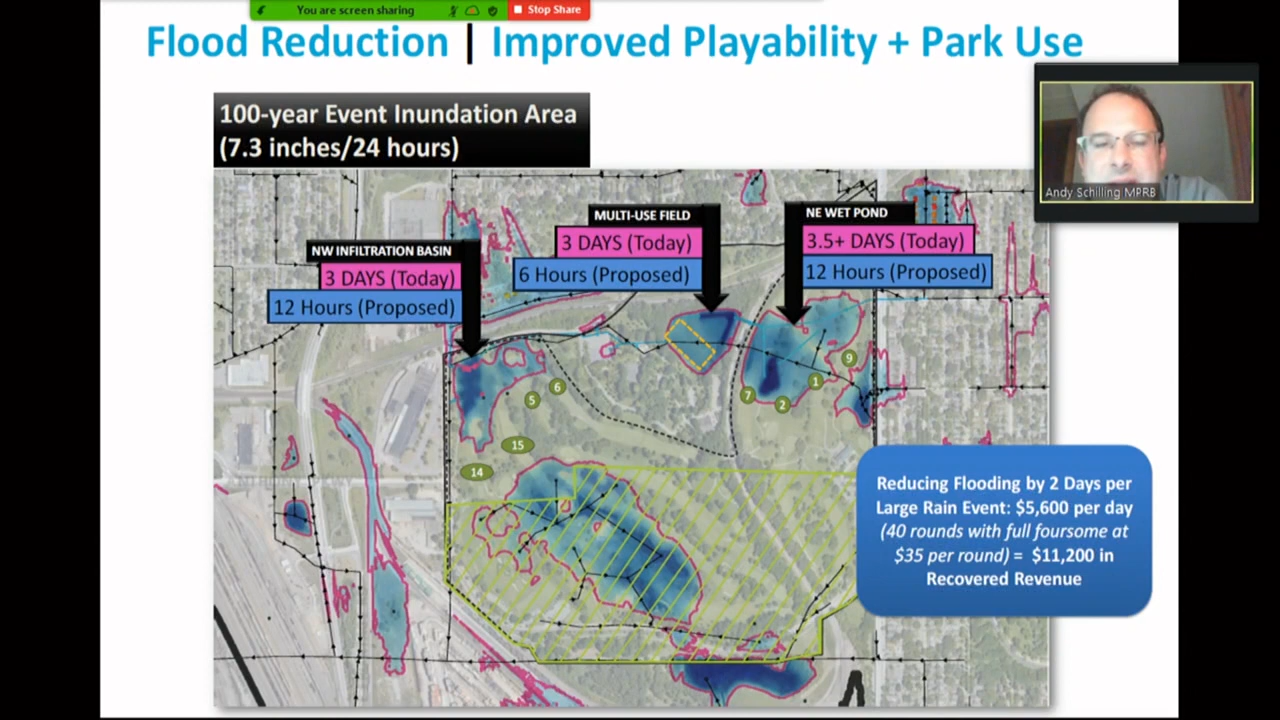 You are screen sharing
Stop Share
Flood Reduction | Improved Playability + Park Use
100-year Event Inundation Area
(7.3 inches/24 hours)
Andy Schilling MPRB
NW INFILTRATION BASIN
3 DAYS (Today)
12 Hours (Proposed)
MULTI-USE FIELD
3 DAYS (Today)
6 Hours (Proposed)
NE WET POND
3.5+ DAYS (Today)
12 Hours (Proposed)
9
1
7
2
6
5
15
14
Reducing Flooding by 2 Days per
Large Rain Event: $5,600 per day
(40 rounds with full foursome at
$35 per round) = $11,200 in
Recovered Revenue